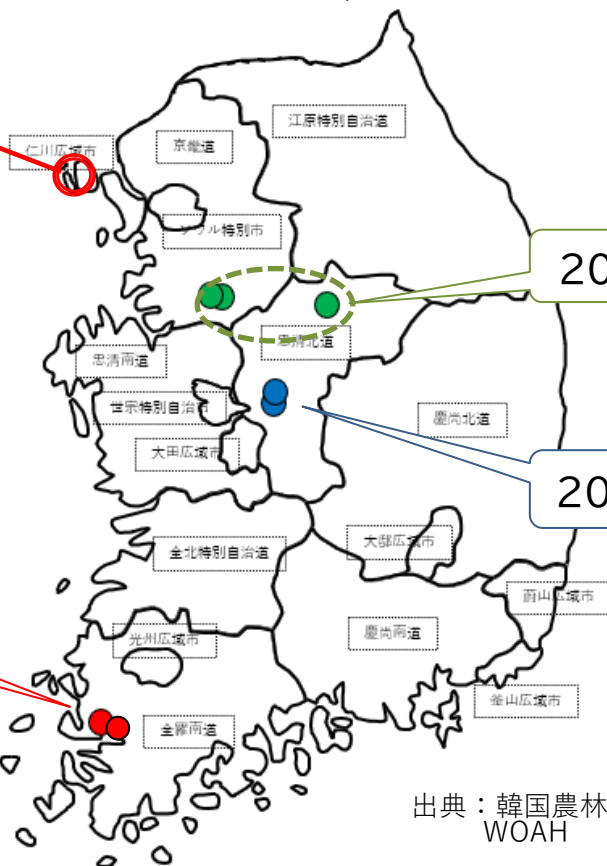 江原特別自治道
京畿道
仁川広域市
ソウル特別市
20
忠清北道
忠清南道
世宗特別自治市
慶尚北道
大田広域市
20
大邱広域市
全北特別自治道
蔚山広域市
光州広域市
慶尚南道
釜山広域市
全羅南道
出典：韓国農林
WOAH